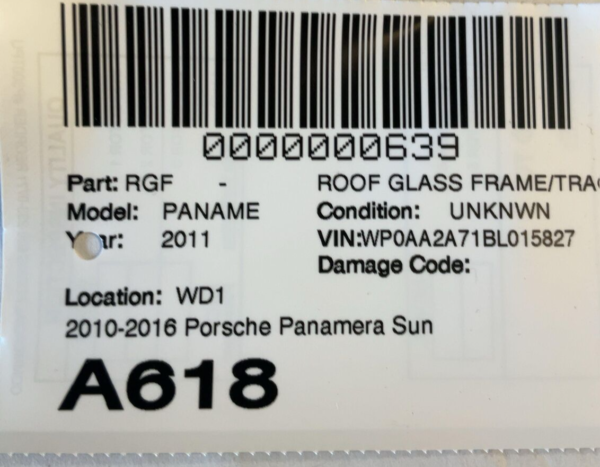 0000000639
Part: RGF - ROOF GLASS FRAME/TRA
Model: PANAME Condition: UNKNWN
Year: 2011 VIN:WP0AA2A71BL015827
Damage Code:
Location: WD1
2010-2016 Porsche Panamera Sun
A618